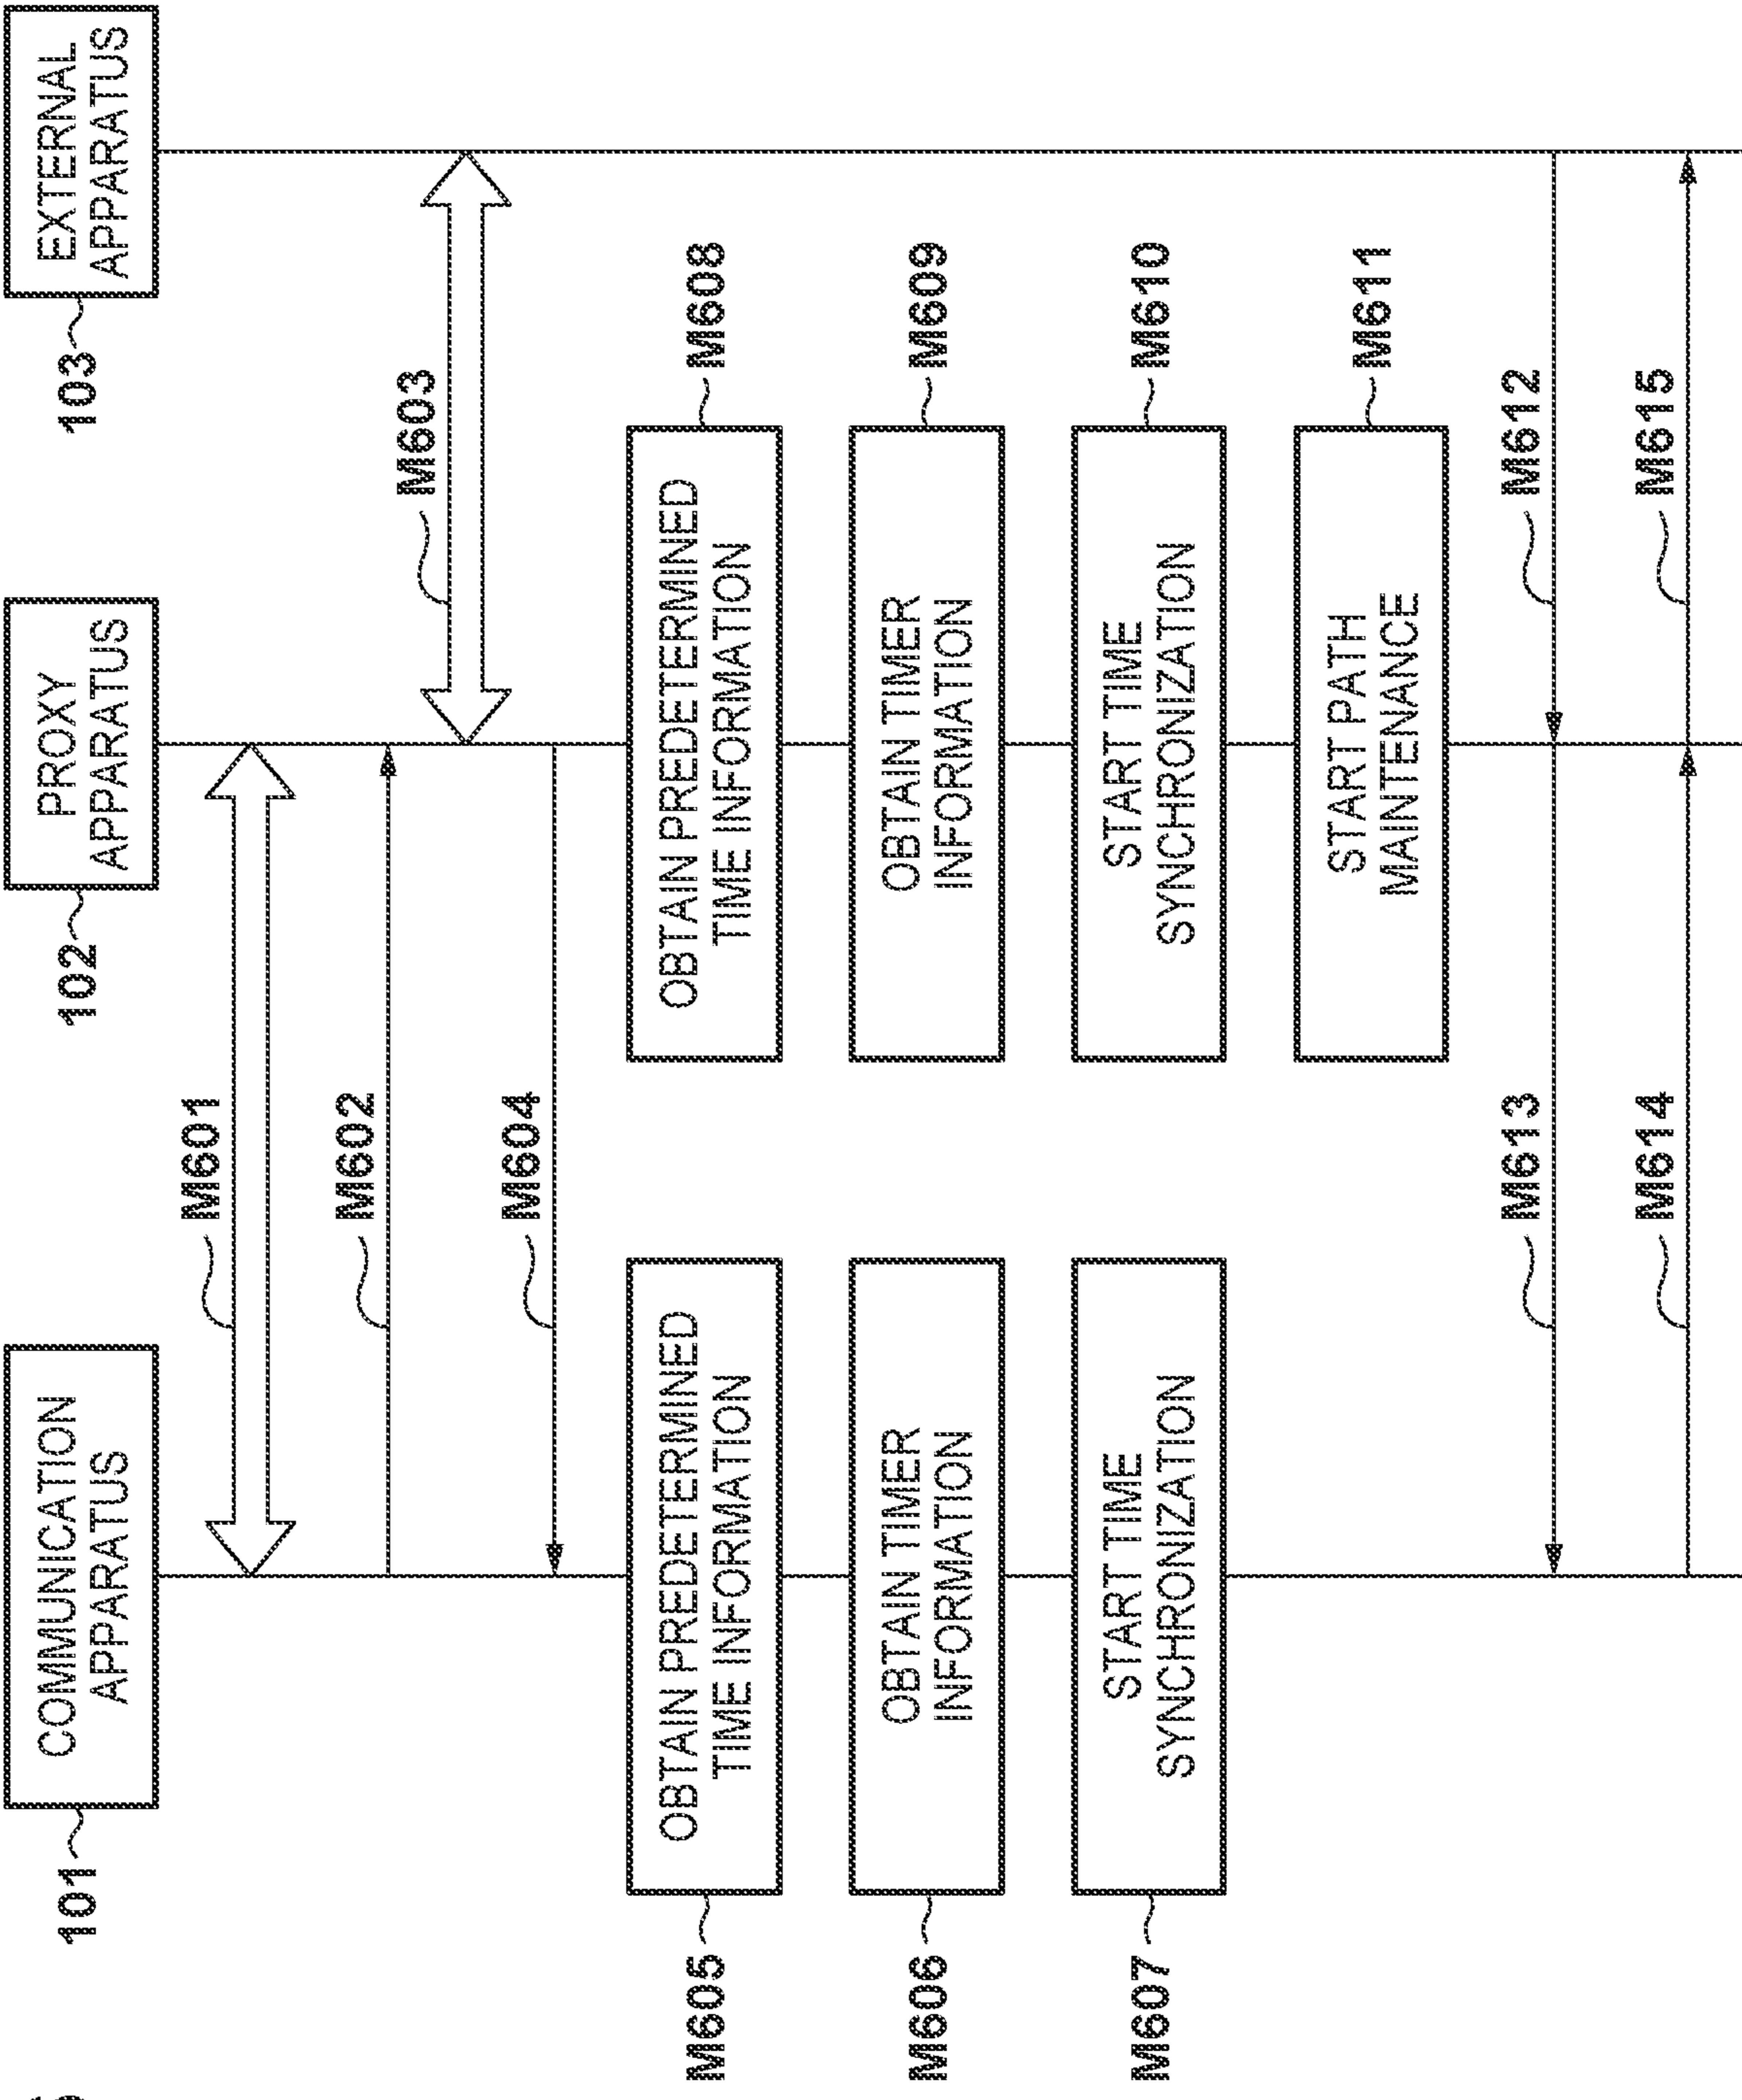 COMMUNICATION
APPARATUS
101
PROXY
APPARATUS
102
EXTERNAL
APPARATUS
103
M601
M602
M603
M604
OBTAIN PREDETERMINED
TIME INFORMATION
M605
OBTAIN PREDETERMINED
TIME INFORMATION
M608
OBTAIN TIMER
INFORMATION
M606
OBTAIN TIMER
INFORMATION
M609
START TIME
SYNCHRONIZATION
M607
START TIME
SYNCHRONIZATION
M610
START PATH
MAINTENANCE
M611
M613
M612
M614
M615